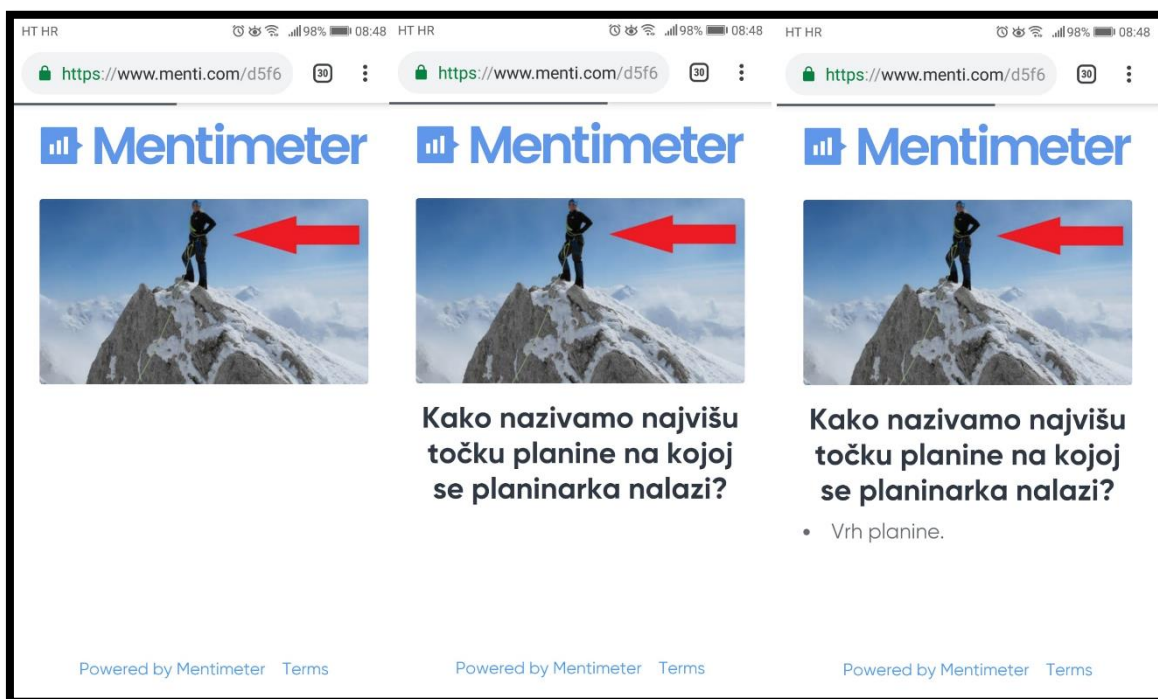 HT HR 98% 08:48
https://www.menti.com/d5f6 30
Mentimeter
Powered by Mentimeter Terms
HT HR 98% 08:48
https://www.menti.com/d5f6 30
Mentimeter
Kako nazivamo najvišu
točku planine na kojoj
se planinarka nalazi?
Powered by Mentimeter Terms
HT HR 98% 08:48
https://www.menti.com/d5f6 30
Mentimeter
Kako nazivamo najvišu
točku planine na kojoj
se planinarka nalazi?
• Vrh planine.
Powered by Mentimeter Terms